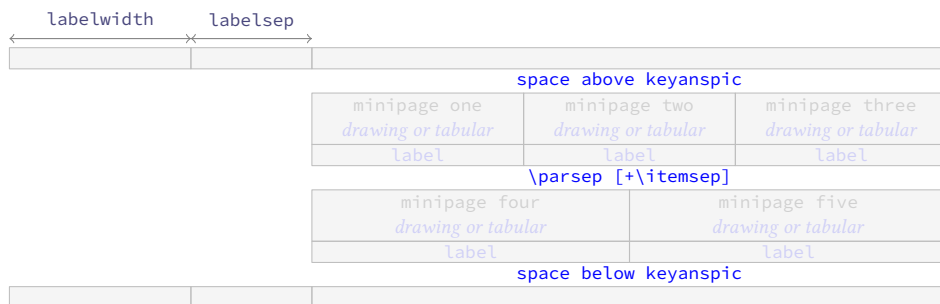 labelwidth labelsep
space above keyanspic
minipage one minipage two minipage three
drawing or tabular drawing or tabular drawing or tabular
label label label
\parsep [+\itemsep]
minipage four minipage five
drawing or tabular drawing or tabular
label label
space below keyanspic